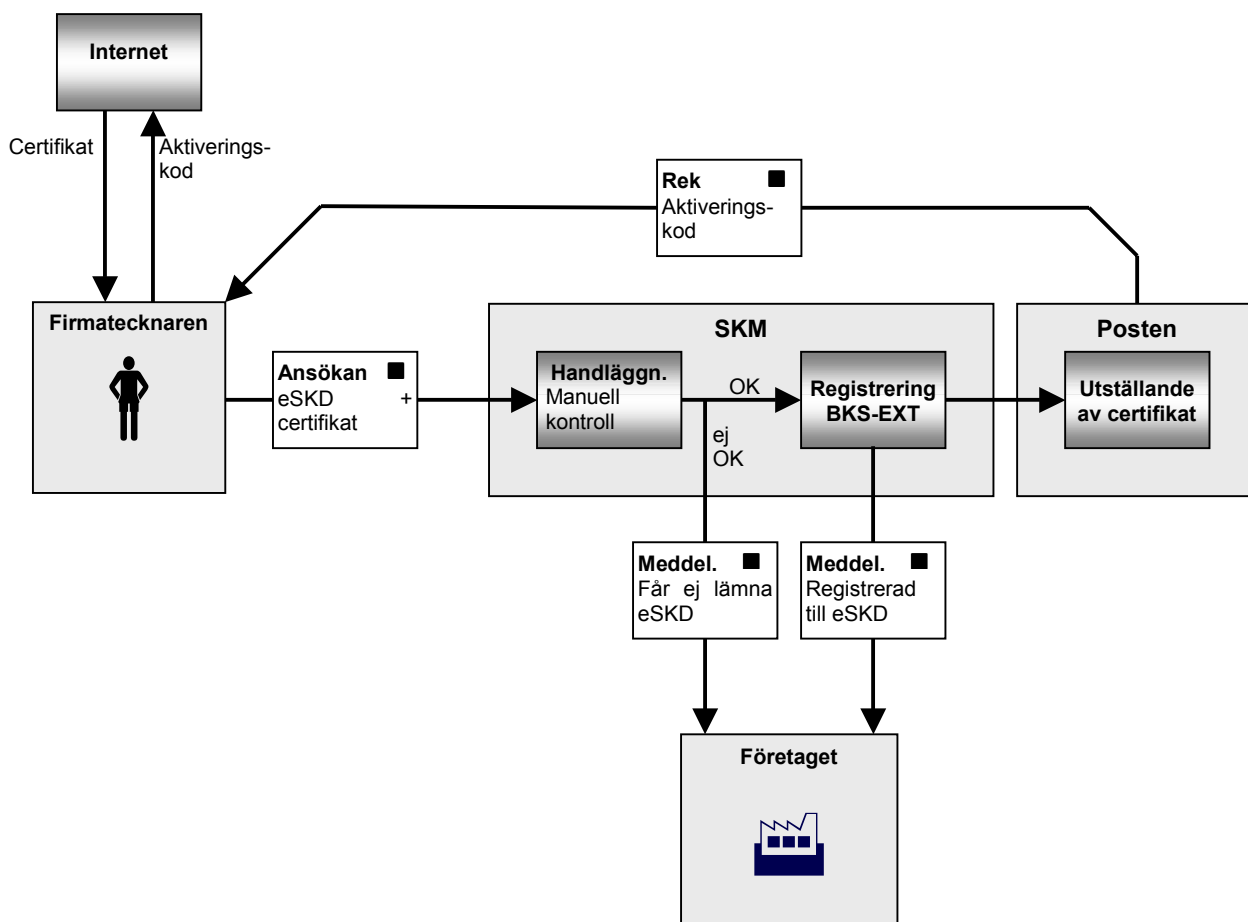 Internet
Certifikat
Aktiverings-
kod
Rek
Aktiverings-
kod
Firmatecknaren
SKM
Posten
Ansökan
eSKD +
certifikat
Handläggn.
Manuell
kontroll
OK
ej
OK
Registrering
BKS-EXT
Utställande
av certifikat
Meddel.
Får ej lämna
eSKD
Meddel.
Registrerad
till eSKD
Företaget